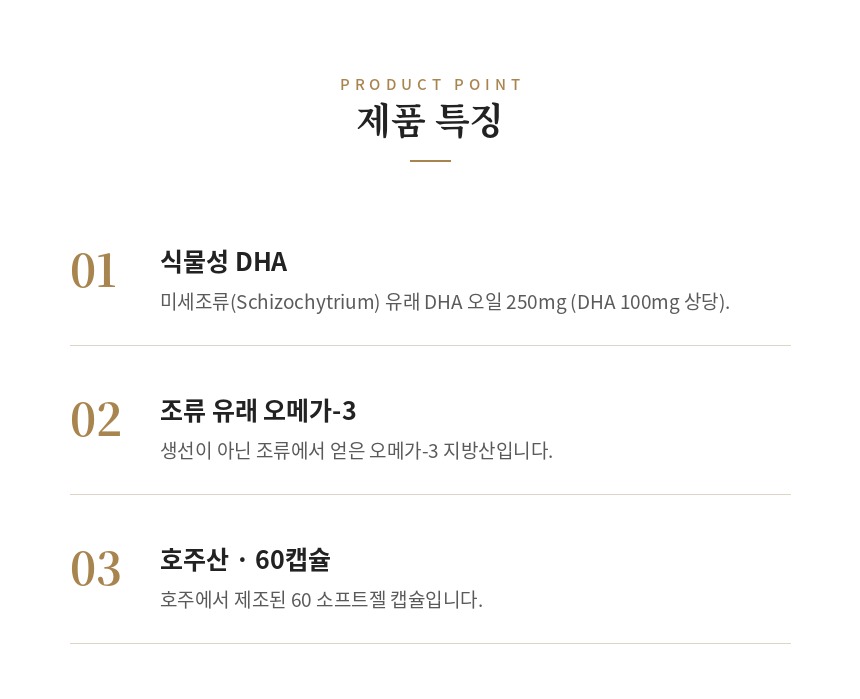 PRODUCT POINT
제품 특징
01
식물성 DHA
미세조류(Schizochytrium) 유래 DHA 오일 250mg (DHA 100mg 상당).
02
조류 유래 오메가-3
생선이 아닌 조류에서 얻은 오메가-3 지방산입니다.
03
호주산 · 60캡슐
호주에서 제조된 60 소프트젤 캡슐입니다.